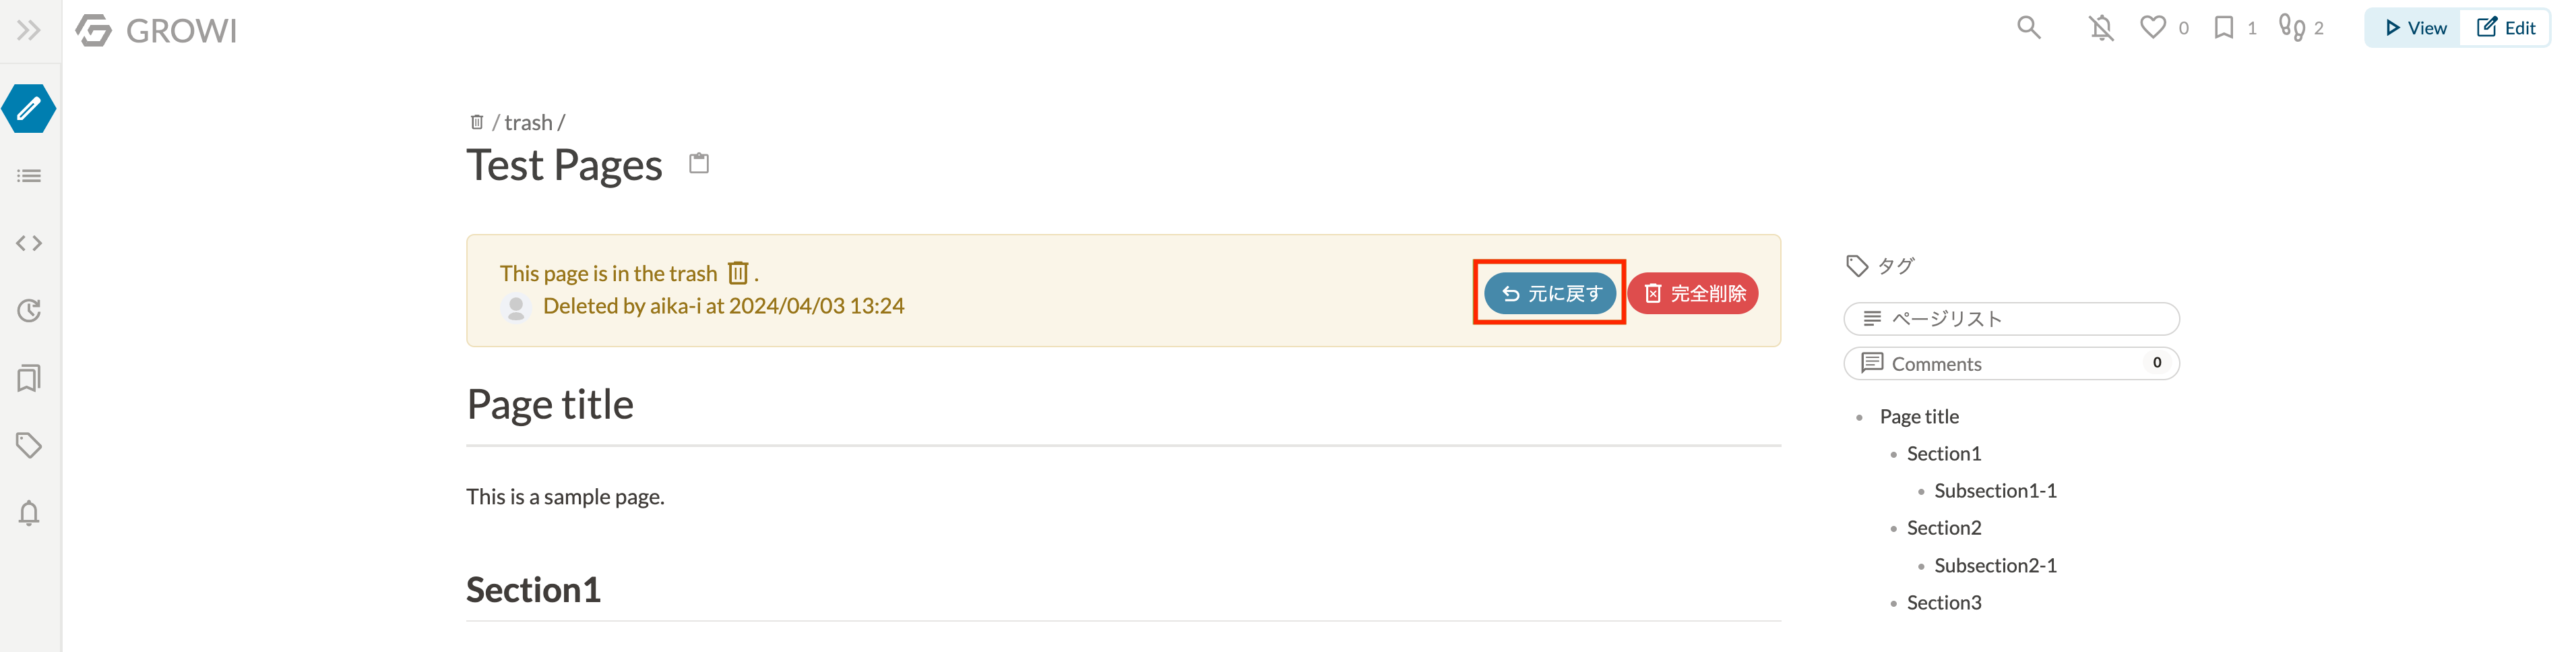 GROWI
0
1
2
View
Edit
/ trash /
Test Pages
This page is in the trash .
Deleted by aika-i at 2024/04/03 13:24
元に戻す
完全削除
Page title
This is a sample page.
Section1
タグ
ページリスト
Comments 0
Page title
Section1
Subsection1-1
Section2
Subsection2-1
Section3